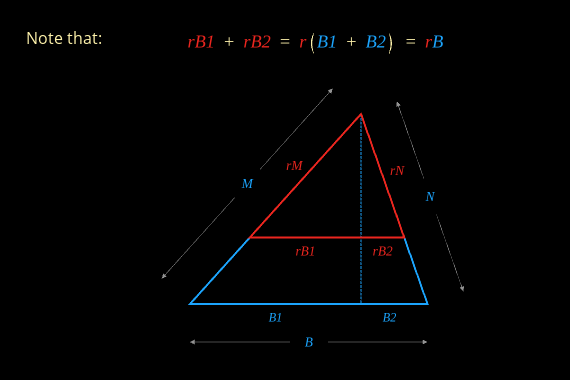 Note that: rB1 + rB2 = r(B1 + B2) = rB
rM
rN
M
N
rB1 rB2
B1 B2
B